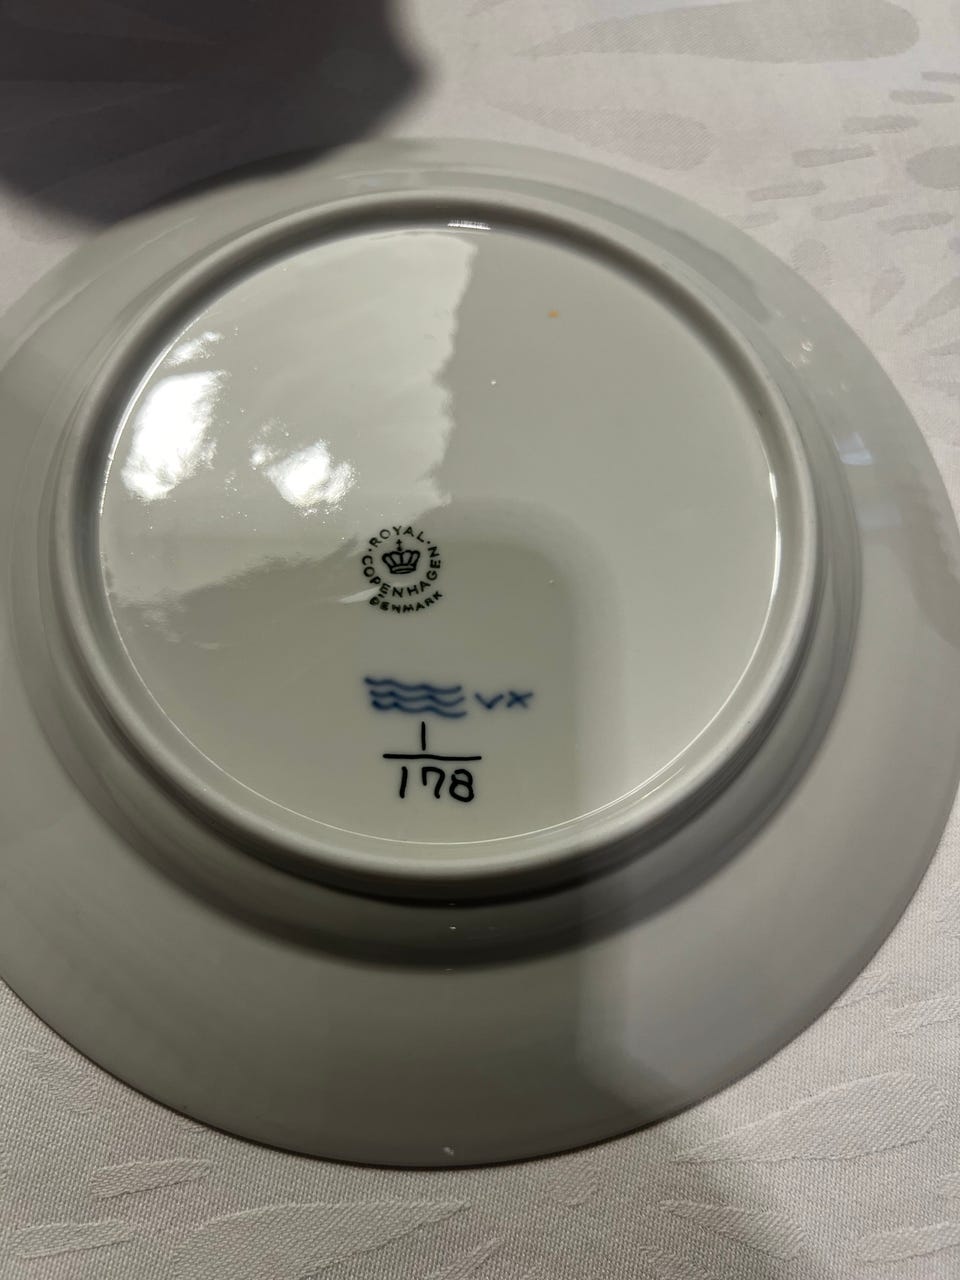 ·ROYAL·
COPENHAGEN
DENMARK
VX
1
178